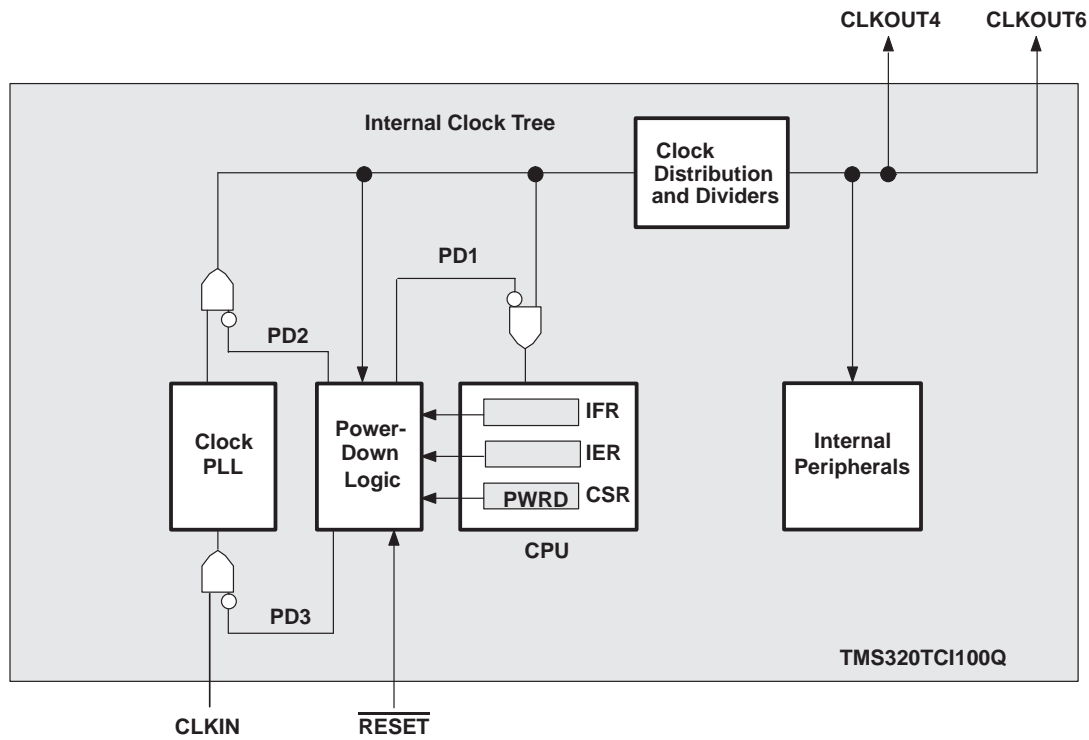 CLKOUT4 CLKOUT6
Internal Clock Tree
Clock
Distribution
and Dividers
PD1
PD2
Clock
PLL
Power-
Down
Logic
IFR
IER
PWRD CSR
CPU
Internal
Peripherals
PD3
TMS320TCI100Q
CLKIN
RESET